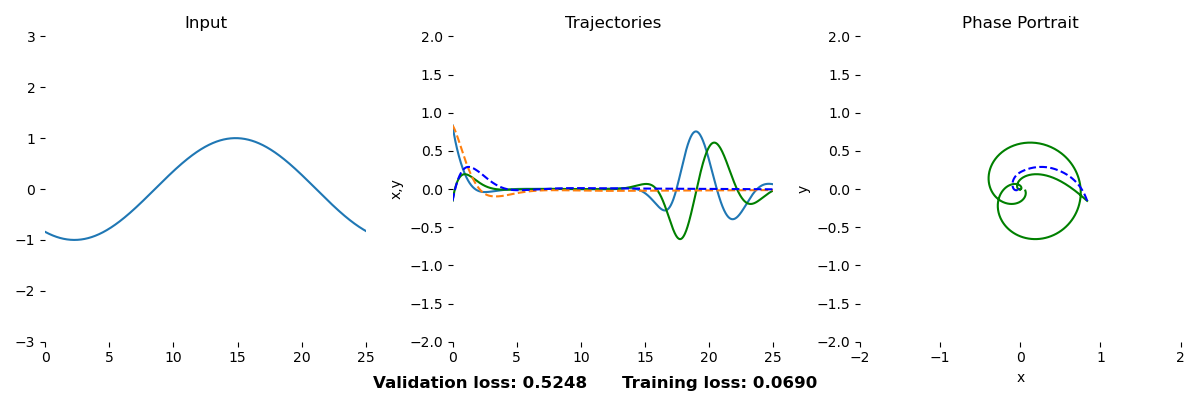 Input
3
2
1
0
−1
−2
−3
0 5 10 15 20 25
Trajectories
2.0
1.5
1.0
0.5
0.0
−0.5
−1.0
−1.5
−2.0
x,y
0 5 10 15 20 25
Phase Portrait
2.0
1.5
1.0
0.5
0.0
−0.5
−1.0
−1.5
−2.0
y
−2 −1 0 1 2
x
Validation loss: 0.5248 Training loss: 0.0690